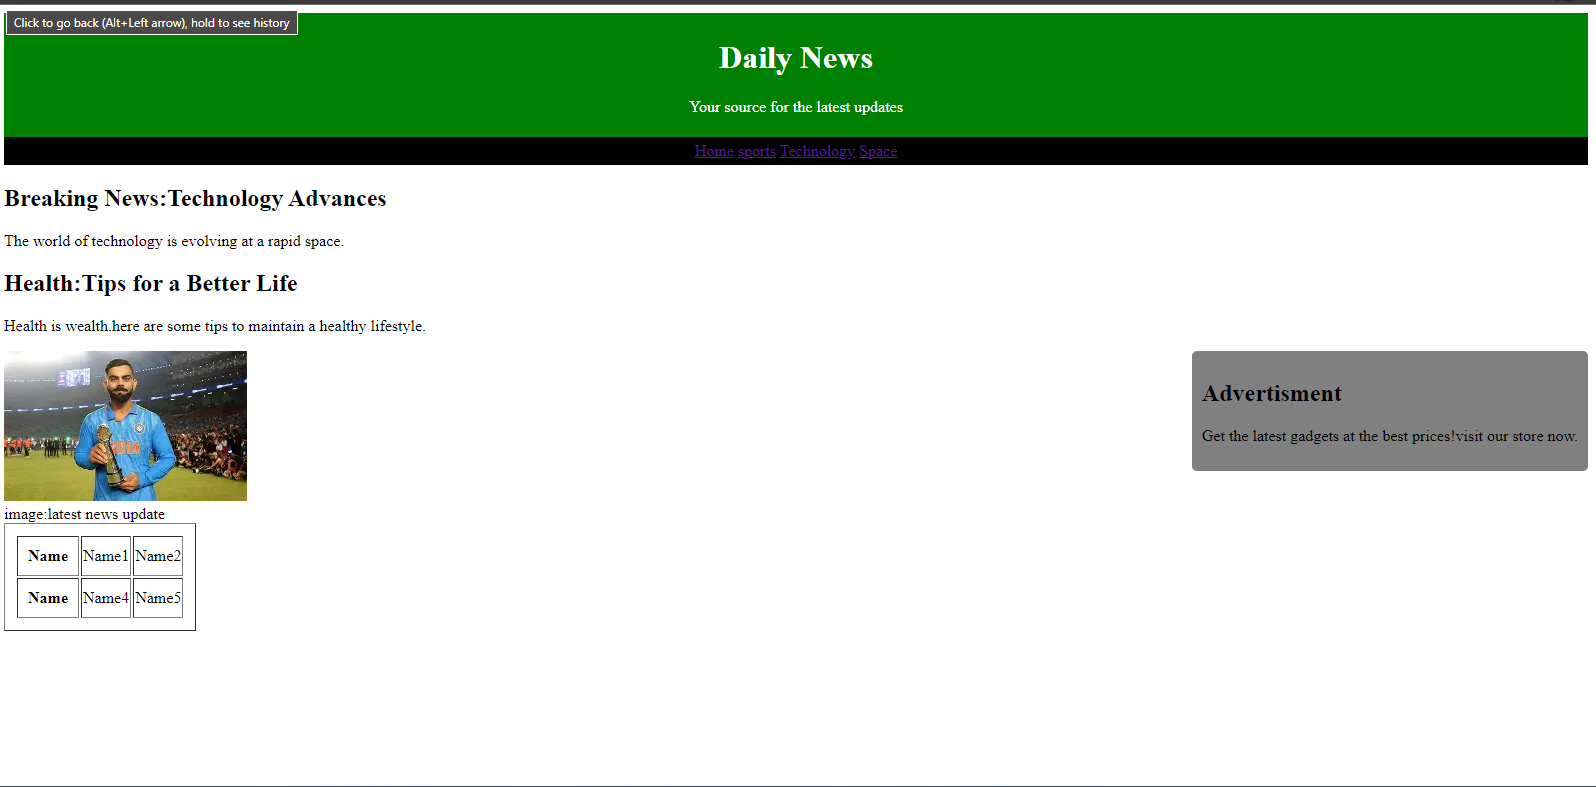 Click to go back (Alt+Left arrow), hold to see history
Daily News
Your source for the latest updates
Home sports Technology Space
Breaking News:Technology Advances
The world of technology is evolving at a rapid space.
Health:Tips for a Better Life
Health is wealth.here are some tips to maintain a healthy lifestyle.
INDIA
Advertisment
Get the latest gadgets at the best prices!visit our store now.
image:latest news update
Name Name1 Name2
Name Name4 Name5